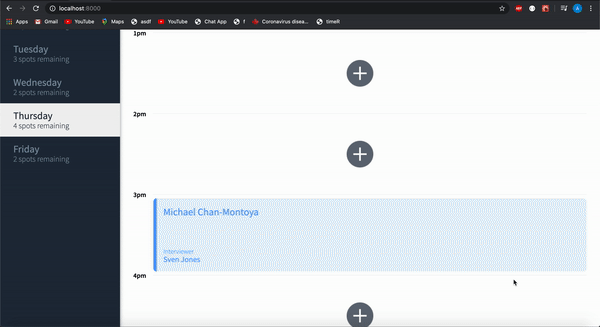 localhost:8000
Apps
Gmail
YouTube
Maps
asdf
YouTube
Chat App
f
Coronavirus disea...
timeR
Tuesday
3 spots remaining
Wednesday
2 spots remaining
Thursday
4 spots remaining
Friday
2 spots remaining
1pm
2pm
3pm
Michael Chan-Montoya
Interviewer
Sven Jones
4pm